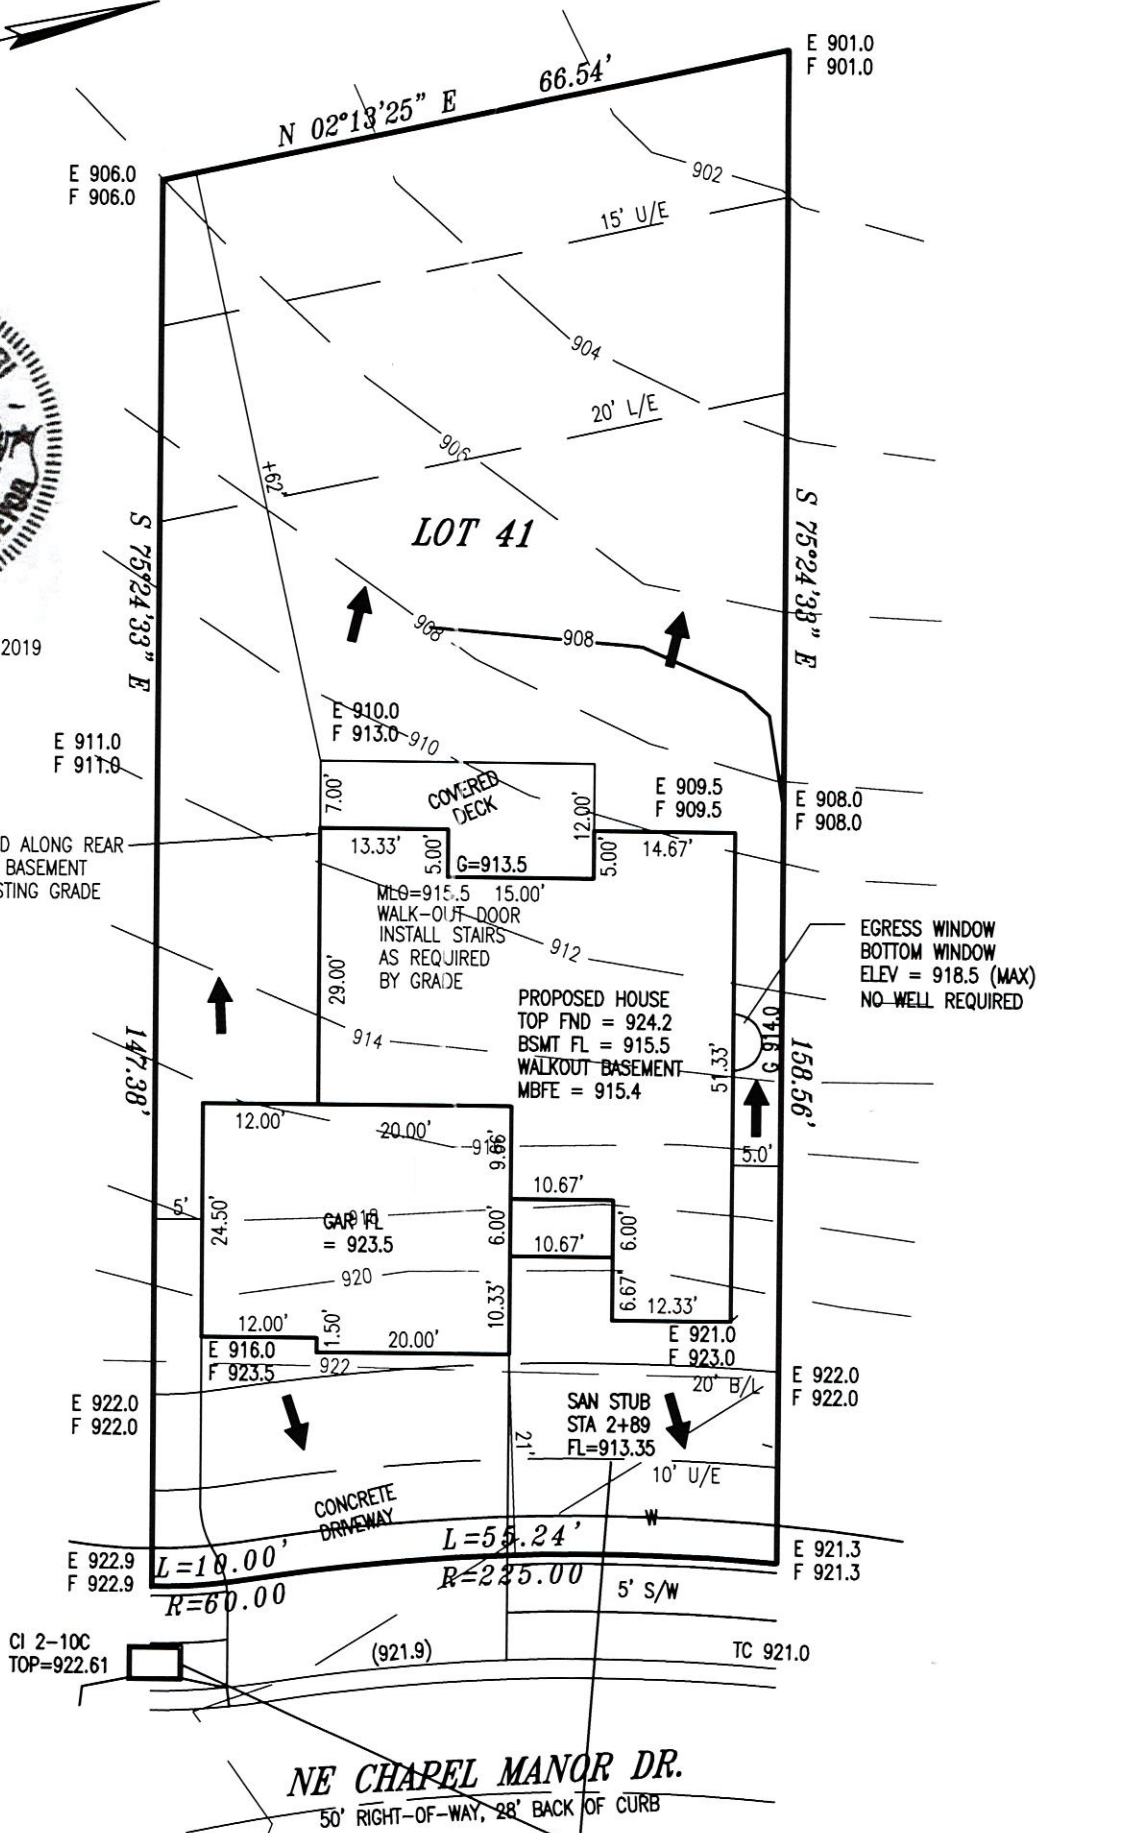 E 901.0
F 901.0
N 02°13'25" E 66.54'
E 906.0
F 906.0
902
15' U/E
904
20' L/E
906
+62'
LOT 41
S 75°24'33" E
S 75°24'33" E
2019
908
908
E 910.0
F 913.0
910
E 911.0
F 911.0
COVERED
DECK
7.00'
12.00'
E 909.5
F 909.5
E 908.0
F 908.0
D ALONG REAR
BASEMENT
STING GRADE
13.33'
5.00'
G=913.5
5.00'
14.67'
MLO=915.5 15.00'
WALK-OUT DOOR
INSTALL STAIRS
AS REQUIRED
BY GRADE
912
29.00'
EGRESS WINDOW
BOTTOM WINDOW
ELEV = 918.5 (MAX)
NO WELL REQUIRED
PROPOSED HOUSE
TOP FND = 924.2
BSMT FL = 915.5
WALKOUT BASEMENT
MBFE = 915.4
914
51.33'
G 914.0
147.38'
158.56'
12.00'
20.00'
916
9.66'
5.0'
5'
24.50'
10.67'
918
GAR FL
= 923.5
6.00'
6.00'
10.67'
920
10.33'
6.67'
12.33'
12.00'
1.50'
20.00'
E 916.0
F 923.5
922
E 921.0
F 923.0
20' B/L
E 922.0
F 922.0
E 922.0
F 922.0
SAN STUB
STA 2+89
FL=913.35
21'
10' U/E
CONCRETE
DRIVEWAY
W
L=10.00'
R=60.00
L=55.24'
R=225.00
E 922.9
F 922.9
E 921.3
F 921.3
5' S/W
CI 2-10C
TOP=922.61
(921.9)
TC 921.0
NE CHAPEL MANOR DR.
50' RIGHT-OF-WAY, 28' BACK OF CURB